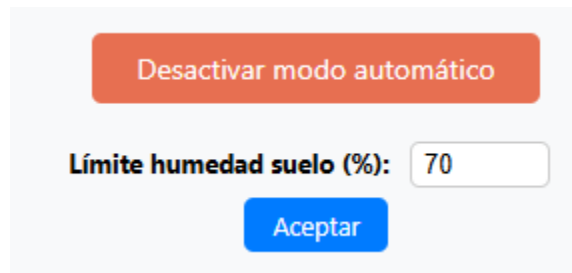 Desactivar modo automático
Límite humedad suelo (%): 70
Aceptar